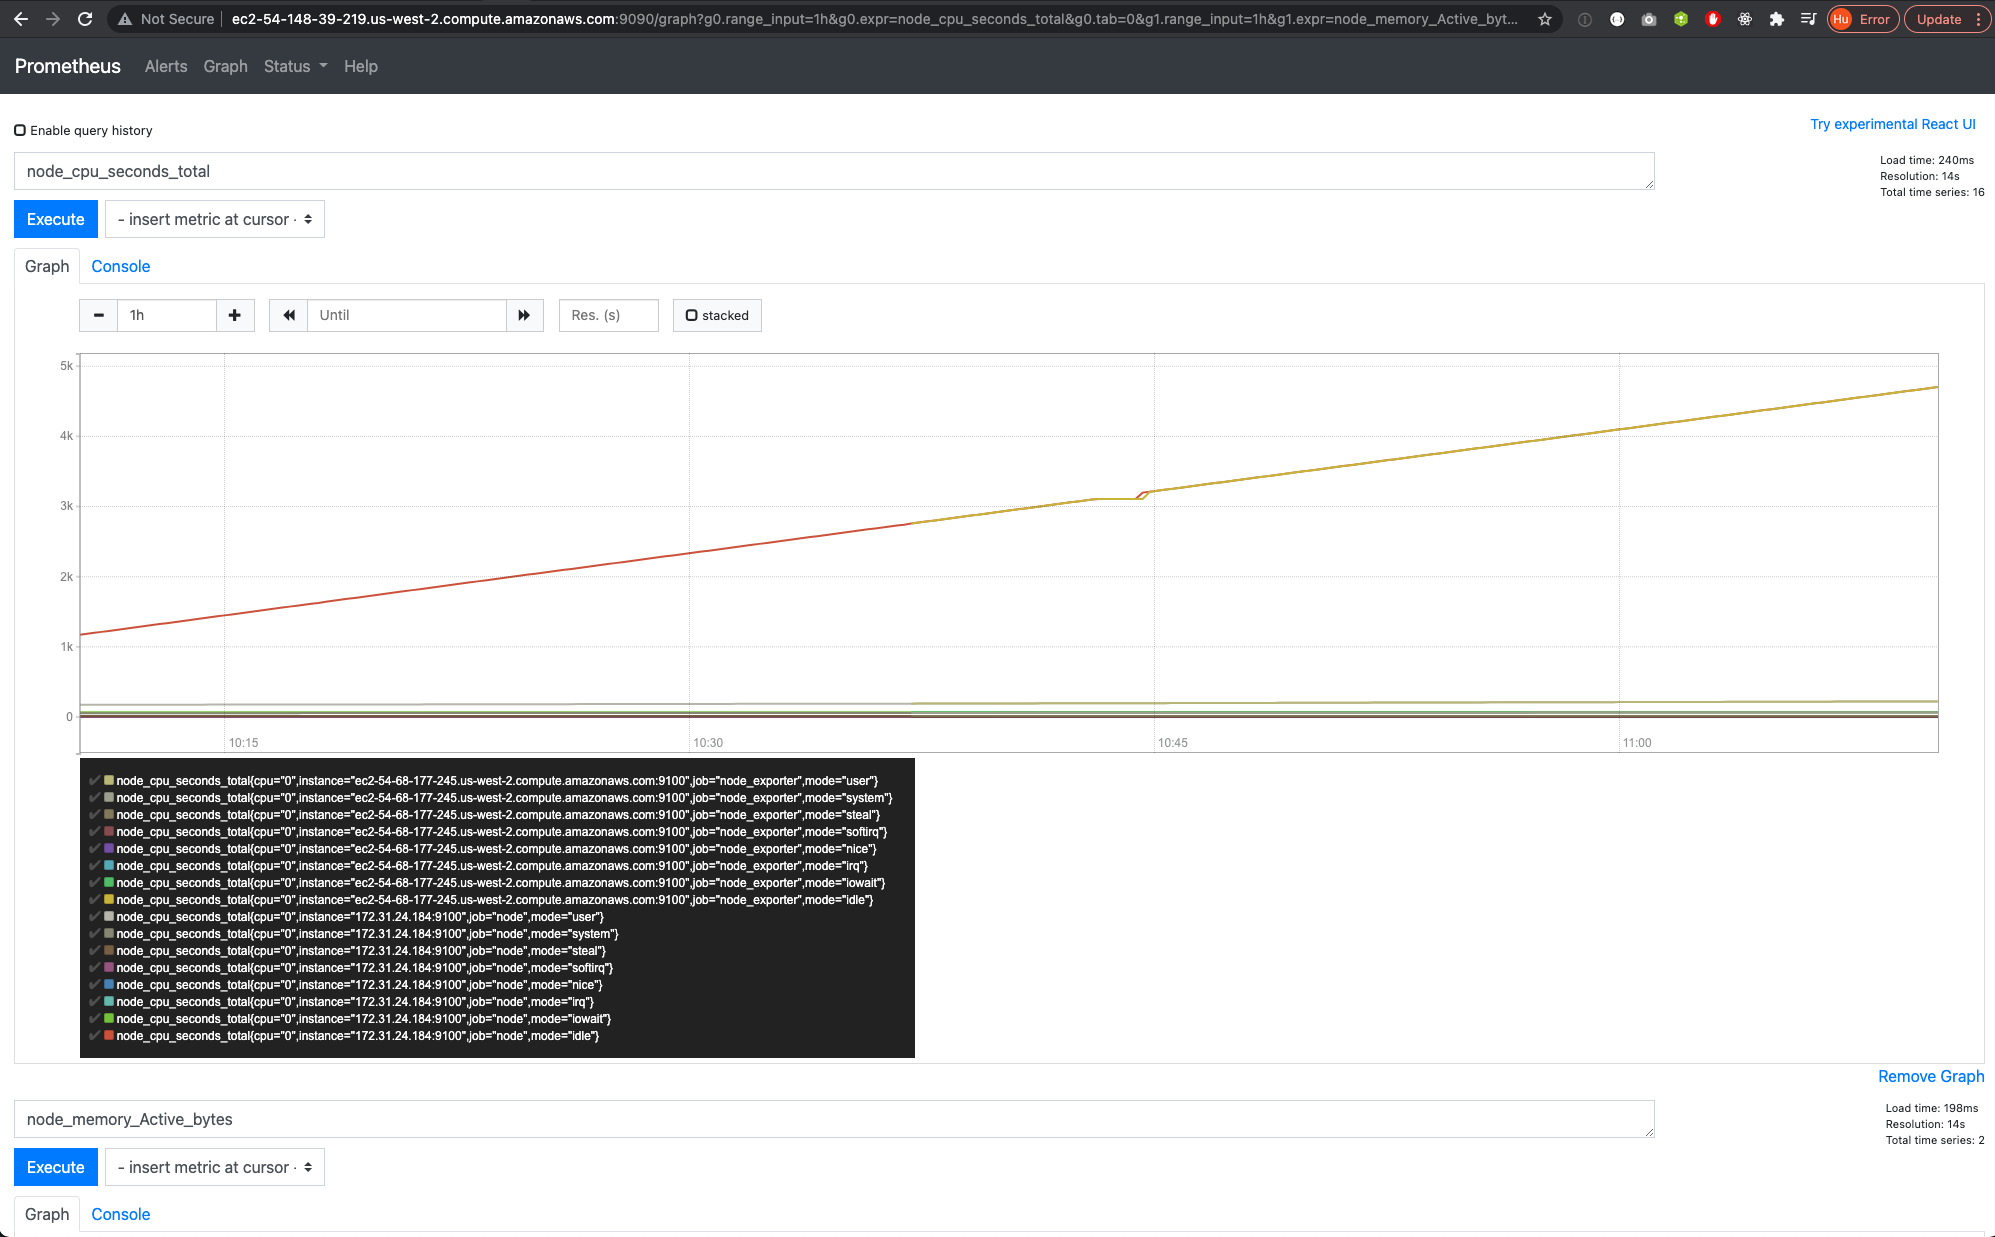 Not Secure ec2-54-148-39-219.us-west-2.compute.amazonaws.com:9090/graph?g0.range_input=1h&g0.expr=node_cpu_seconds_total&g0.tab=0&g1.range_input=1h&g1.expr=node_memory_Active_byt... Hu Error Update
Prometheus Alerts Graph Status Help
Enable query history
Try experimental React UI
node_cpu_seconds_total
Load time: 240ms
Resolution: 14s
Total time series: 16
Execute - insert metric at cursor -
Graph Console
1h Until Res. (s) stacked
5k
4k
3k
2k
1k
0
10:15 10:30 10:45 11:00
node_cpu_seconds_total{cpu="0",instance="ec2-54-68-177-245.us-west-2.compute.amazonaws.com:9100",job="node_exporter",mode="user"}
node_cpu_seconds_total{cpu="0",instance="ec2-54-68-177-245.us-west-2.compute.amazonaws.com:9100",job="node_exporter",mode="system"}
node_cpu_seconds_total{cpu="0",instance="ec2-54-68-177-245.us-west-2.compute.amazonaws.com:9100",job="node_exporter",mode="steal"}
node_cpu_seconds_total{cpu="0",instance="ec2-54-68-177-245.us-west-2.compute.amazonaws.com:9100",job="node_exporter",mode="softirq"}
node_cpu_seconds_total{cpu="0",instance="ec2-54-68-177-245.us-west-2.compute.amazonaws.com:9100",job="node_exporter",mode="nice"}
node_cpu_seconds_total{cpu="0",instance="ec2-54-68-177-245.us-west-2.compute.amazonaws.com:9100",job="node_exporter",mode="irq"}
node_cpu_seconds_total{cpu="0",instance="ec2-54-68-177-245.us-west-2.compute.amazonaws.com:9100",job="node_exporter",mode="iowait"}
node_cpu_seconds_total{cpu="0",instance="ec2-54-68-177-245.us-west-2.compute.amazonaws.com:9100",job="node_exporter",mode="idle"}
node_cpu_seconds_total{cpu="0",instance="172.31.24.184:9100",job="node",mode="user"}
node_cpu_seconds_total{cpu="0",instance="172.31.24.184:9100",job="node",mode="system"}
node_cpu_seconds_total{cpu="0",instance="172.31.24.184:9100",job="node",mode="steal"}
node_cpu_seconds_total{cpu="0",instance="172.31.24.184:9100",job="node",mode="softirq"}
node_cpu_seconds_total{cpu="0",instance="172.31.24.184:9100",job="node",mode="nice"}
node_cpu_seconds_total{cpu="0",instance="172.31.24.184:9100",job="node",mode="irq"}
node_cpu_seconds_total{cpu="0",instance="172.31.24.184:9100",job="node",mode="iowait"}
node_cpu_seconds_total{cpu="0",instance="172.31.24.184:9100",job="node",mode="idle"}
Remove Graph
node_memory_Active_bytes
Load time: 198ms
Resolution: 14s
Total time series: 2
Execute - insert metric at cursor -
Graph Console